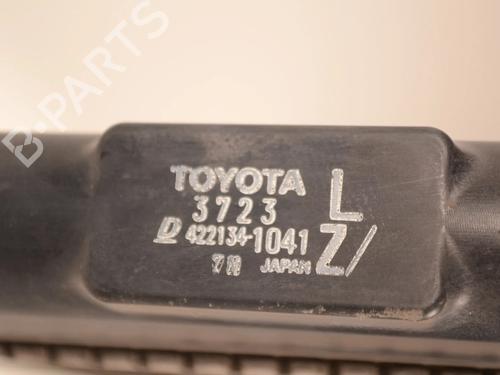 B-PARTS
TOYOTA
3723 L
D 422134-1041 Z/
JAPAN